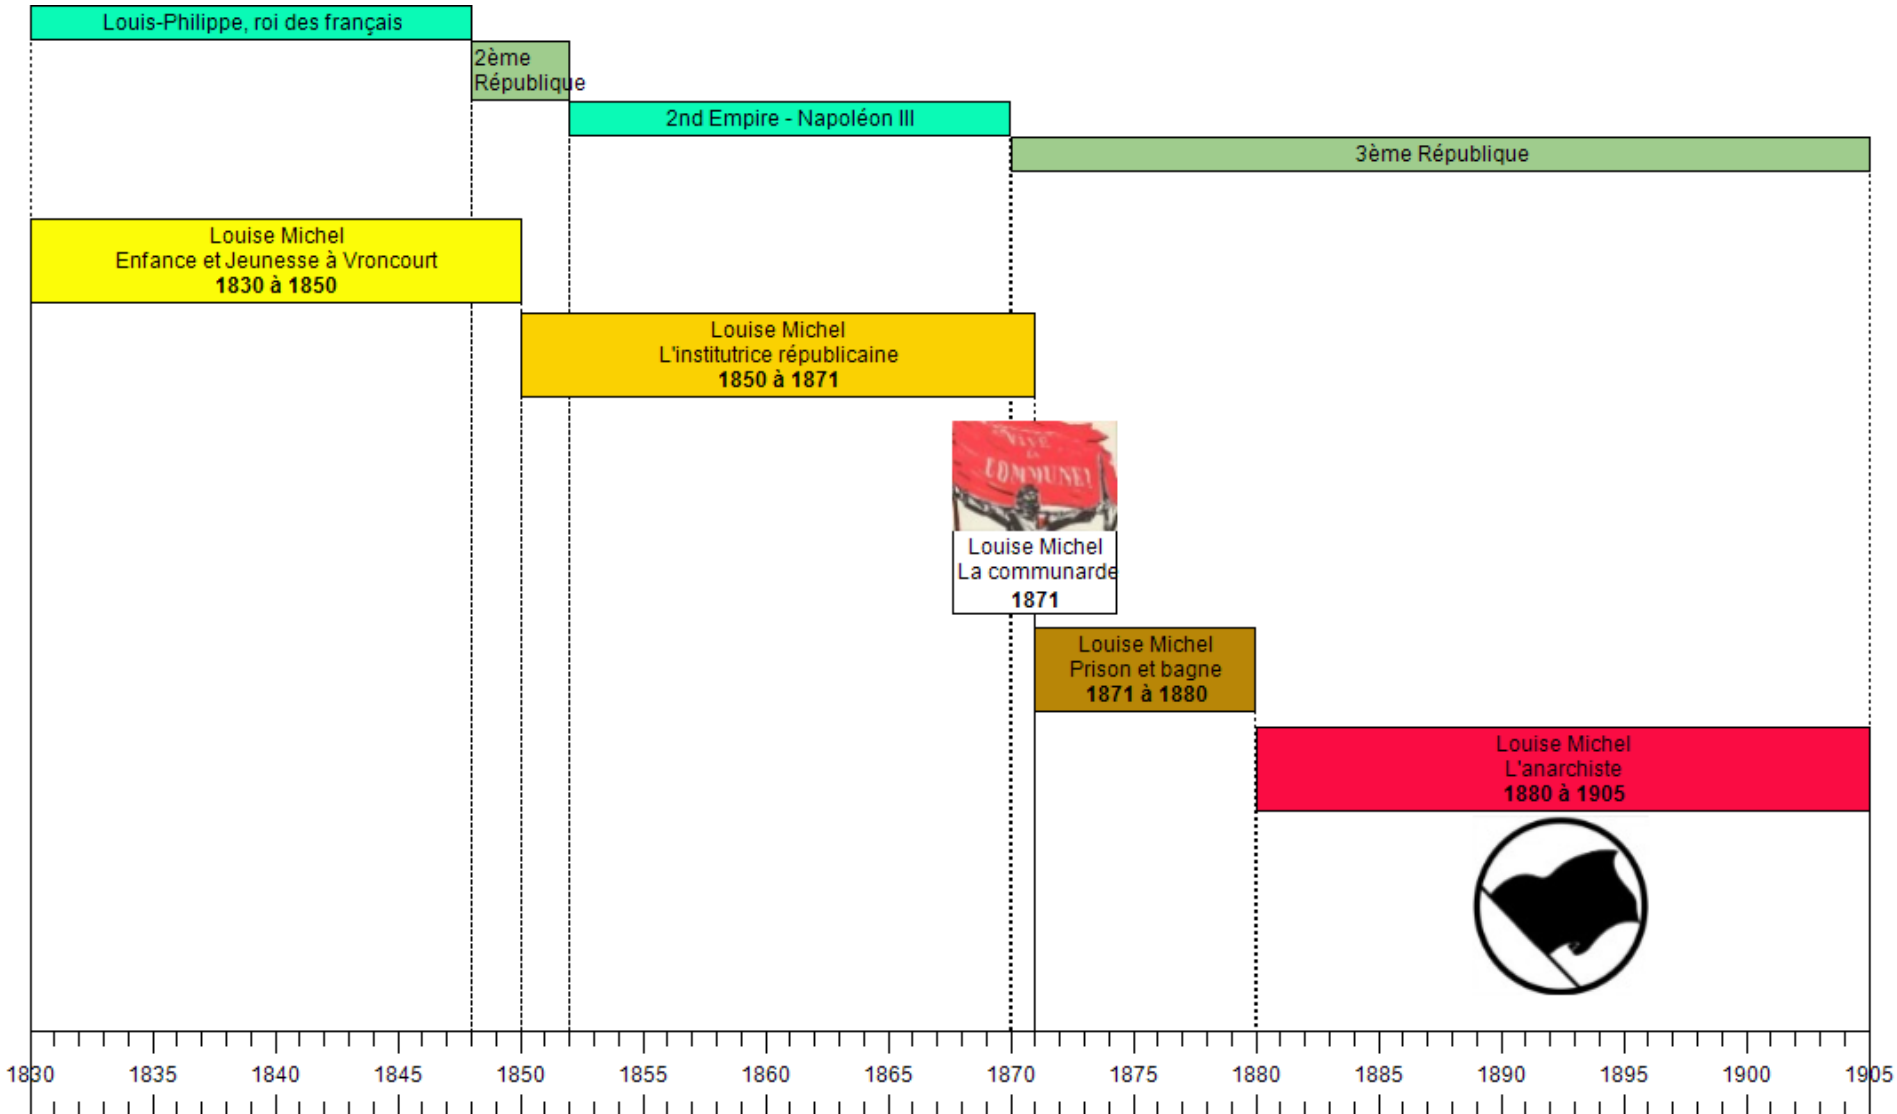 Louis-Philippe, roi des français
2ème
République
2nd Empire - Napoléon III
3ème République
Louise Michel
Enfance et Jeunesse à Vroncourt
1830 à 1850
Louise Michel
L'institutrice républicaine
1850 à 1871
VIVE
LA
COMMUNE!
Louise Michel
La communarde
1871
Louise Michel
Prison et bagne
1871 à 1880
Louise Michel
L'anarchiste
1880 à 1905
1830 1835 1840 1845 1850 1855 1860 1865 1870 1875 1880 1885 1890 1895 1900 1905